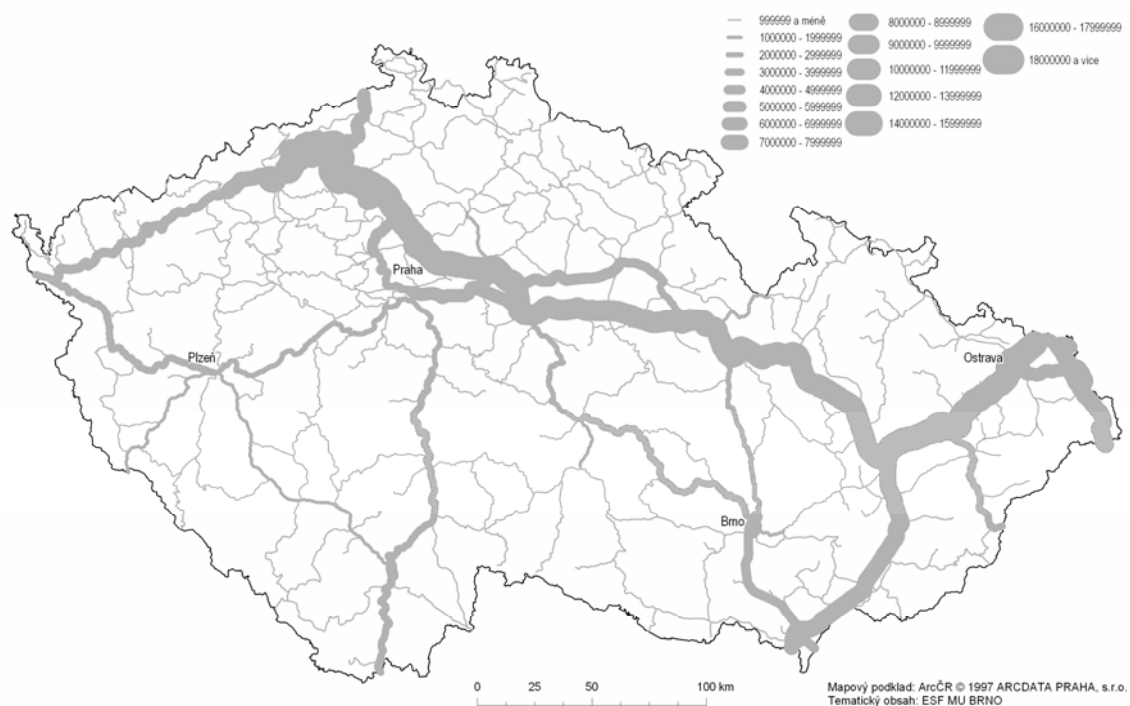 999999 a méně
1000000 - 1999999
2000000 - 2999999
3000000 - 3999999
4000000 - 4999999
5000000 - 5999999
6000000 - 6999999
7000000 - 7999999
8000000 - 8999999
9000000 - 9999999
10000000 - 11999999
12000000 - 13999999
14000000 - 15999999
16000000 - 17999999
18000000 a více
Praha
Plzeň
Ostrava
Brno
0 25 50 100 km
Mapový podklad: ArcČR © 1997 ARCDATA PRAHA, s.r.o.
Tematický obsah: ESF MU BRNO